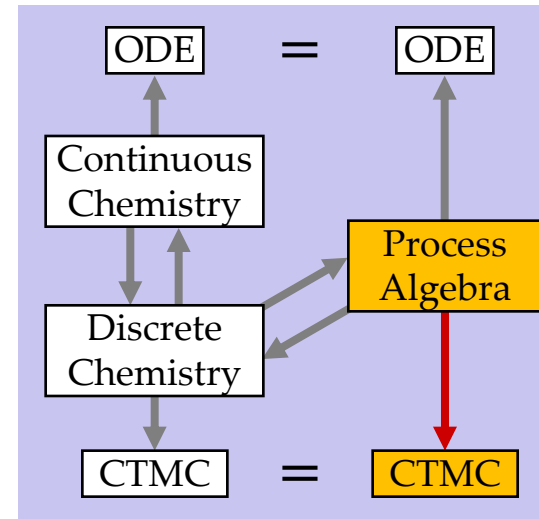 ODE = ODE
Continuous
Chemistry
Process
Algebra
Discrete
Chemistry
CTMC = CTMC